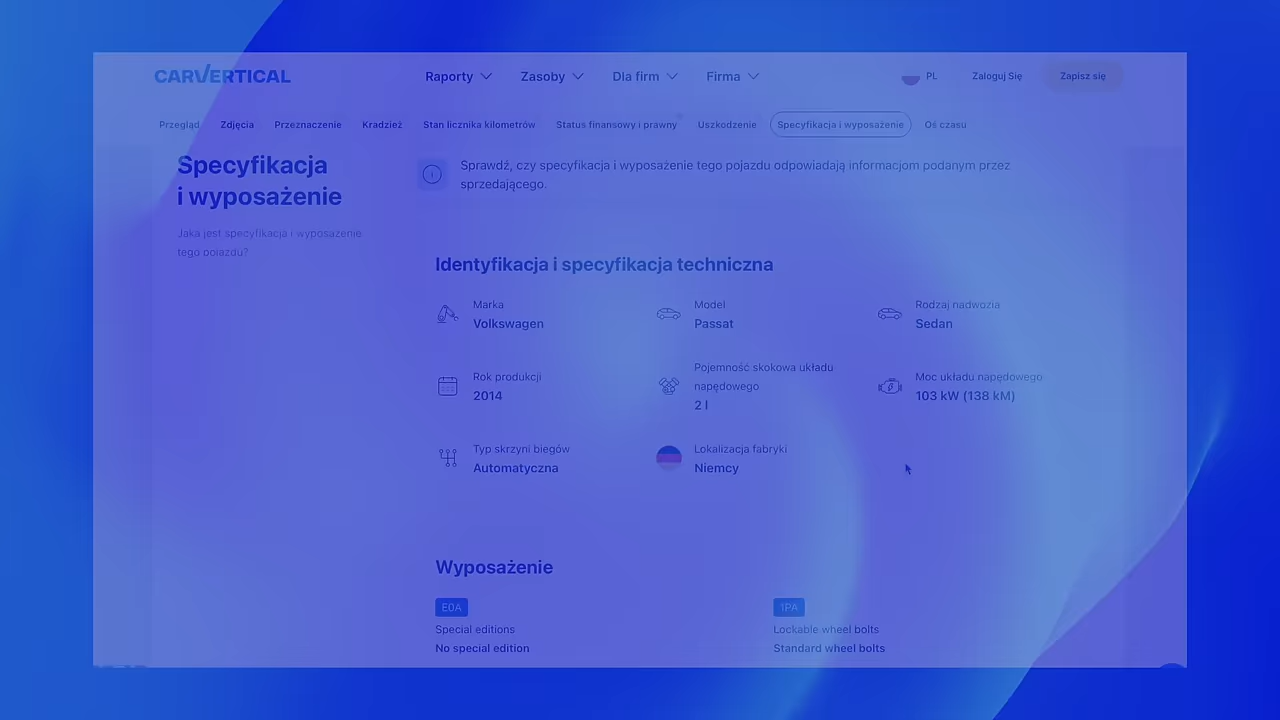 CARVERTICAL
Raporty Zasoby Dla firm Firma PL Zaloguj Się Zapisz się
Przegląd Zdjęcia Przeznaczenie Kradzież Stan licznika kilometrów Status finansowy i prawny Uszkodzenie Specyfikacja i wyposażenie Oś czasu
Specyfikacja
i wyposażenie
Jaka jest specyfikacja i wyposażenie
tego pojazdu?
Sprawdź, czy specyfikacja i wyposażenie tego pojazdu odpowiadają informacjom podanym przez
sprzedającego.
Identyfikacja i specyfikacja techniczna
Marka
Volkswagen
Model
Passat
Rodzaj nadwozia
Sedan
Rok produkcji
2014
Pojemność skokowa układu
napędowego
2 l
Moc układu napędowego
103 kW (138 kM)
Typ skrzyni biegów
Automatyczna
Lokalizacja fabryki
Niemcy
Wyposażenie
E0A
Special editions
No special edition
1PA
Lockable wheel bolts
Standard wheel bolts